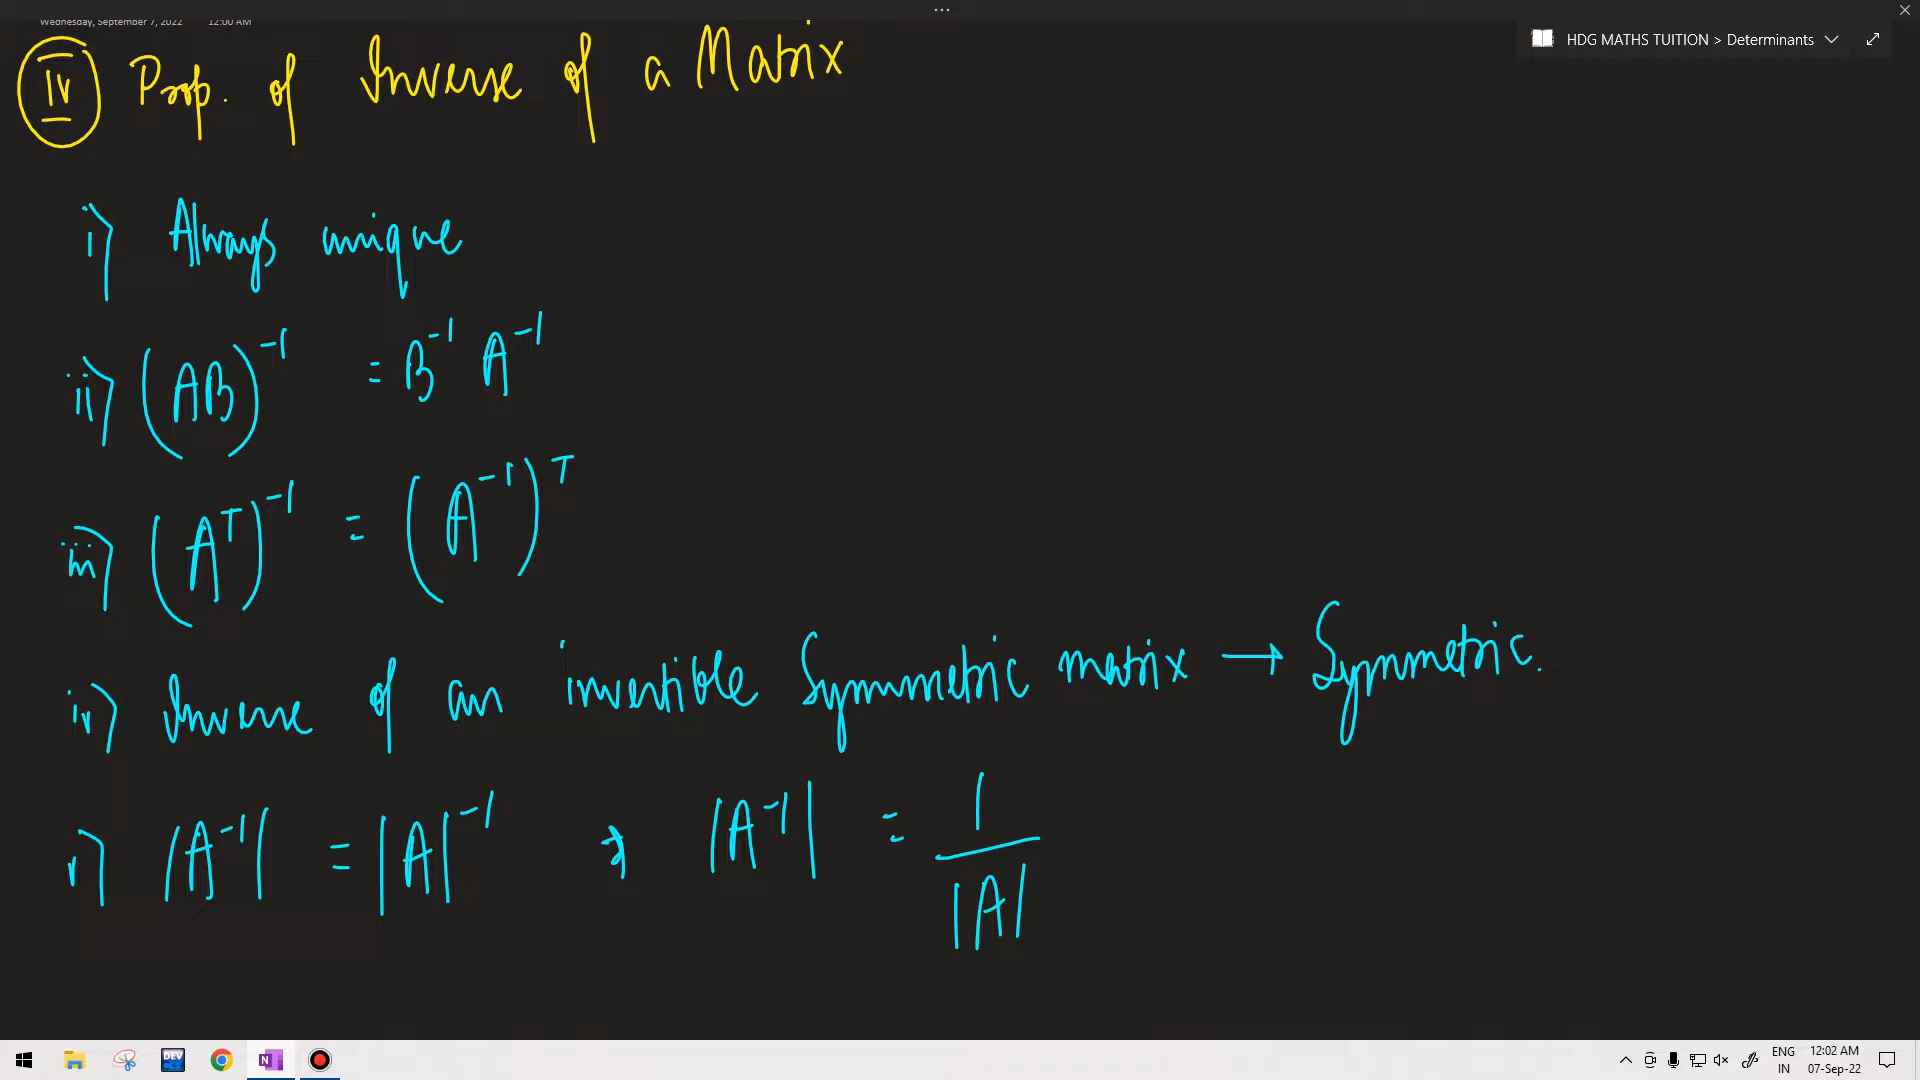 Wednesday, September 7, 2022 12:00 AM
HDG MATHS TUITION > Determinants
IV Prop. of Inverse of a Matrix
i) Always unique
ii) (AB)⁻¹ = B⁻¹ A⁻¹
iii) (Aᵀ)⁻¹ = (A⁻¹)ᵀ
iv) Inverse of an invertible Symmetric matrix → Symmetric.
v) |A⁻¹| = |A|⁻¹ ⇒ |A⁻¹| = 1/|A|
DEV
N
ENG
IN
12:02 AM
07-Sep-22